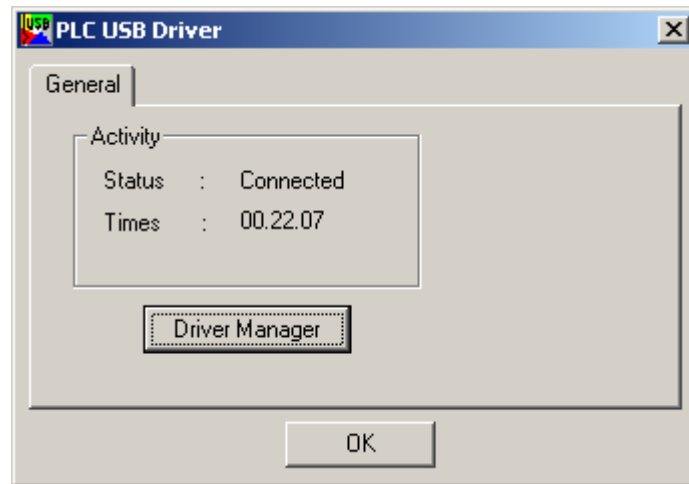 USB
PLC USB Driver
General
Activity
Status : Connected
Times : 00.22.07
Driver Manager
OK